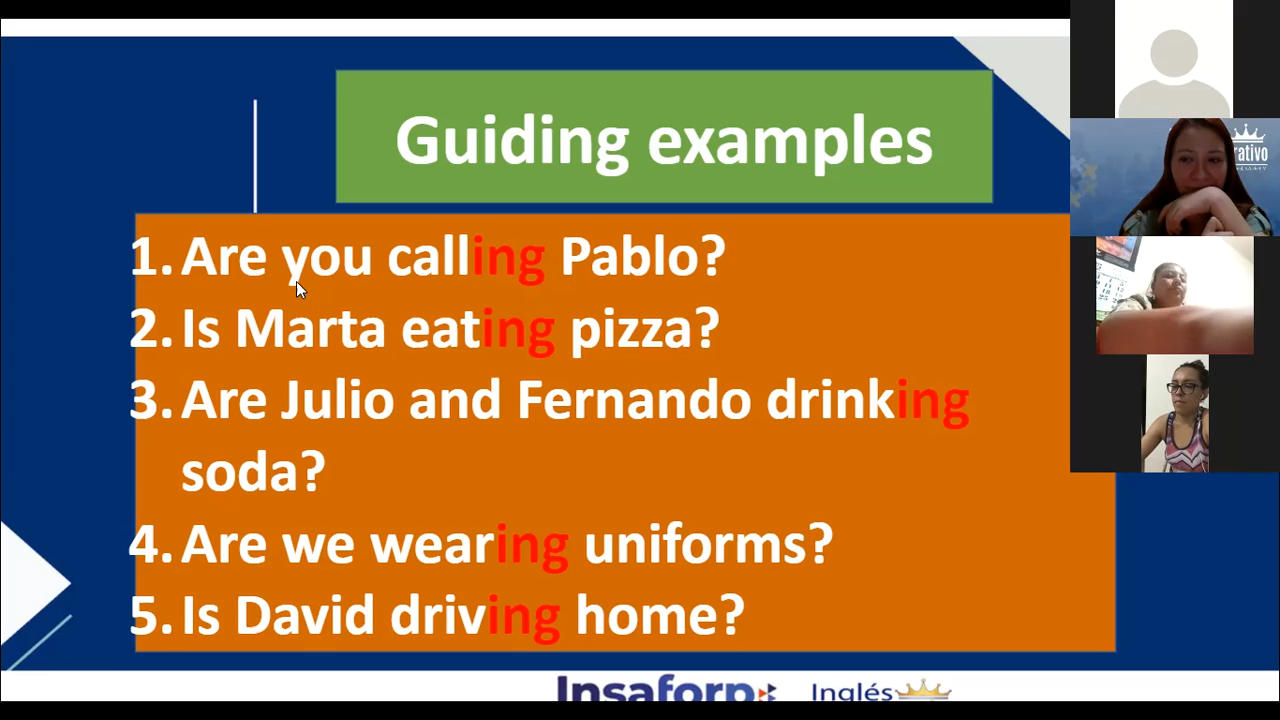 Guiding examples
1. Are you calling Pablo?
2. Is Marta eating pizza?
3. Are Julio and Fernando drinking
soda?
4. Are we wearing uniforms?
5. Is David driving home?
Insaforp
Inglés